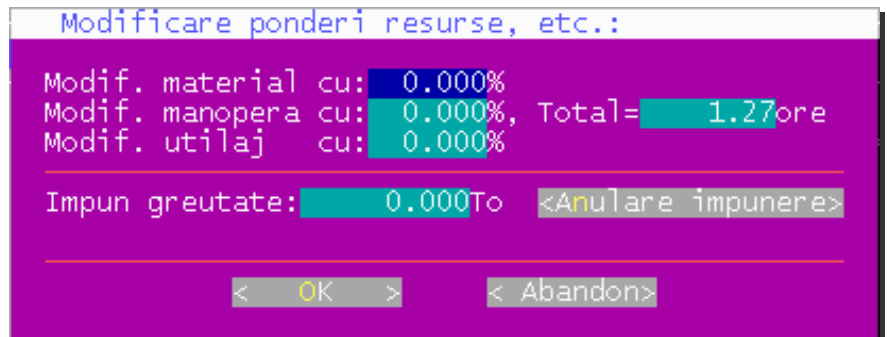 Modificare ponderi resurse, etc.:
Modif. material cu: 0.000%
Modif. manopera cu: 0.000%, Total= 1.27ore
Modif. utilaj cu: 0.000%
Impun greutate: 0.000To <Anulare impunere>
< OK > < Abandon>